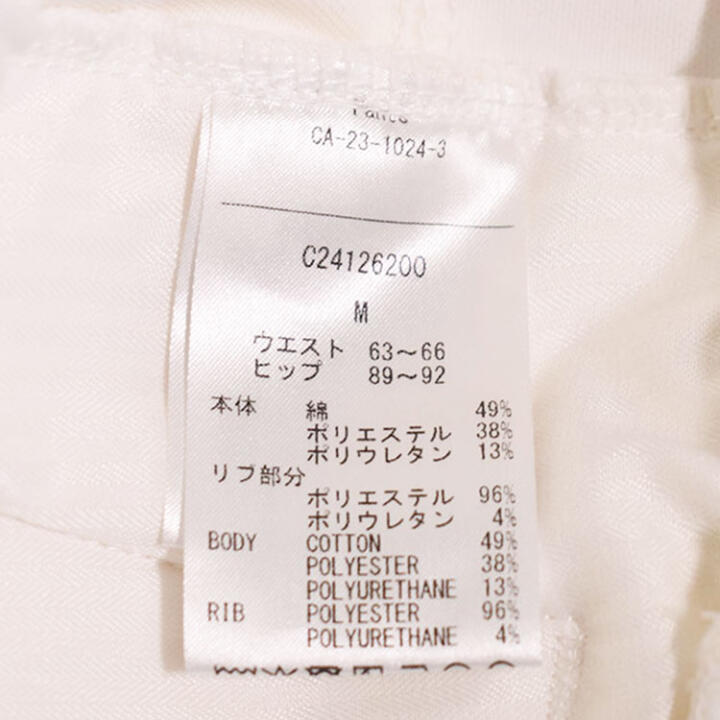 Pants
CA-23-1024-3
C24126200
M
ウエスト 63～66
ヒップ 89～92
本体 綿 49%
ポリエステル 38%
ポリウレタン 13%
リブ部分
ポリエステル 96%
ポリウレタン 4%
BODY COTTON 49%
POLYESTER 38%
POLYURETHANE 13%
RIB POLYESTER 96%
POLYURETHANE 4%